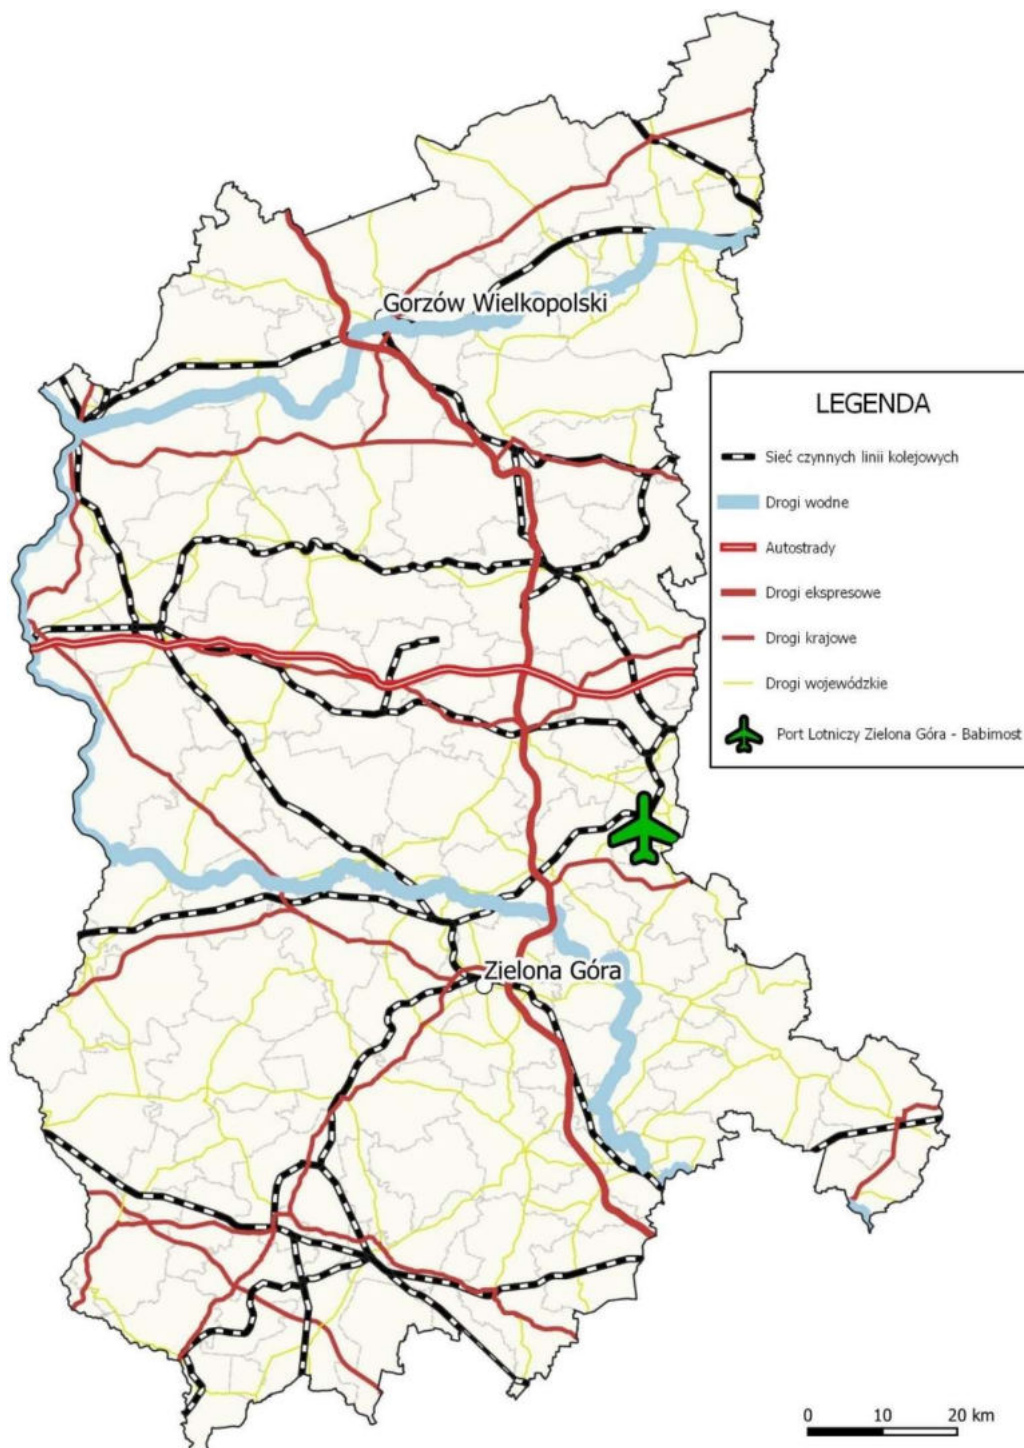 Gorzów Wielkopolski
LEGENDA
Sieć czynnych linii kolejowych
Drogi wodne
Autostrady
Drogi ekspresowe
Drogi krajowe
Drogi wojewódzkie
Port Lotniczy Zielona Góra - Babimost
Zielona Góra
0 10 20 km